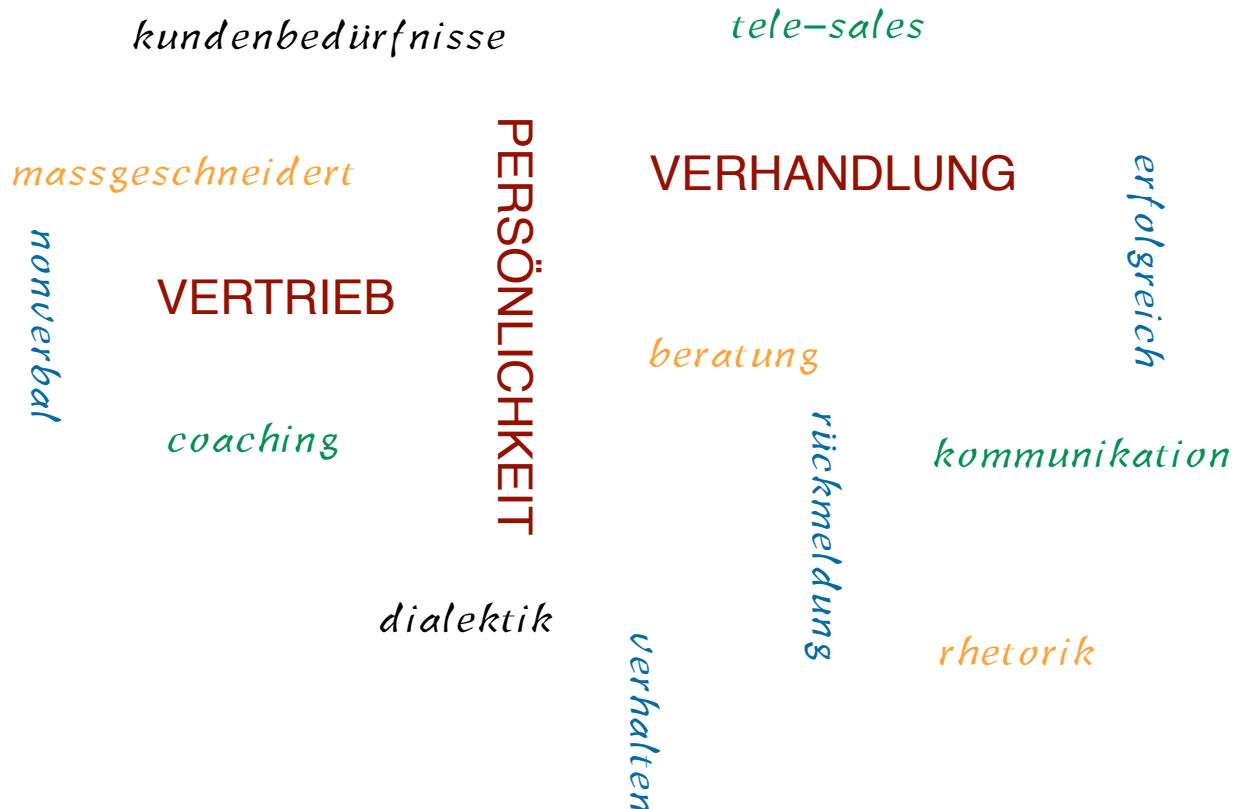 kundenbedürfnisse
tele-sales
PERSÖNLICHKEIT
massgeschneidert
VERHANDLUNG
erfolgreich
nonverbal
VERTRIEB
beratung
coaching
rückmeldung
kommunikation
dialektik
verhalten
rhetorik